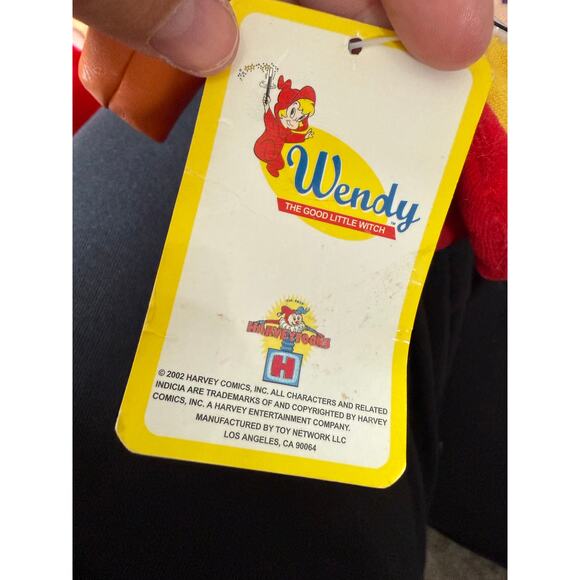 Wendy
THE GOOD LITTLE WITCH
HARVEYTOONS
H
© 2002 HARVEY COMICS, INC. ALL CHARACTERS AND RELATED
INDICIA ARE TRADEMARKS OF AND COPYRIGHTED BY HARVEY
COMICS, INC. A HARVEY ENTERTAINMENT COMPANY.
MANUFACTURED BY TOY NETWORK LLC
LOS ANGELES, CA 90064